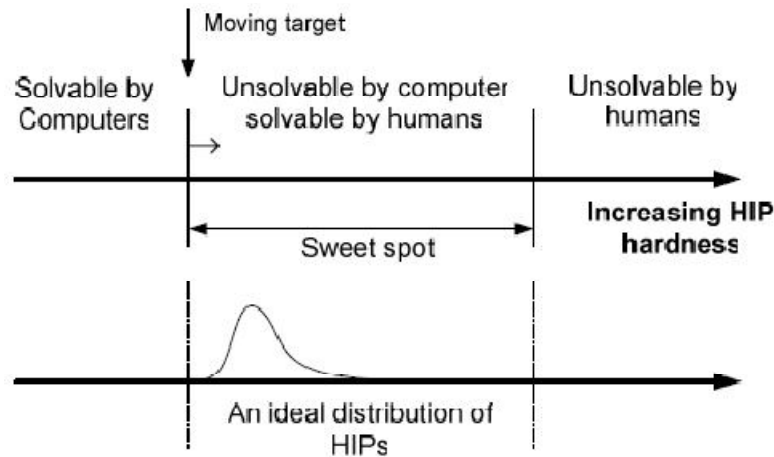 Moving target
Solvable by
Computers
Unsolvable by computer
solvable by humans
Unsolvable by
humans
Increasing HIP
hardness
Sweet spot
An ideal distribution of
HIPs